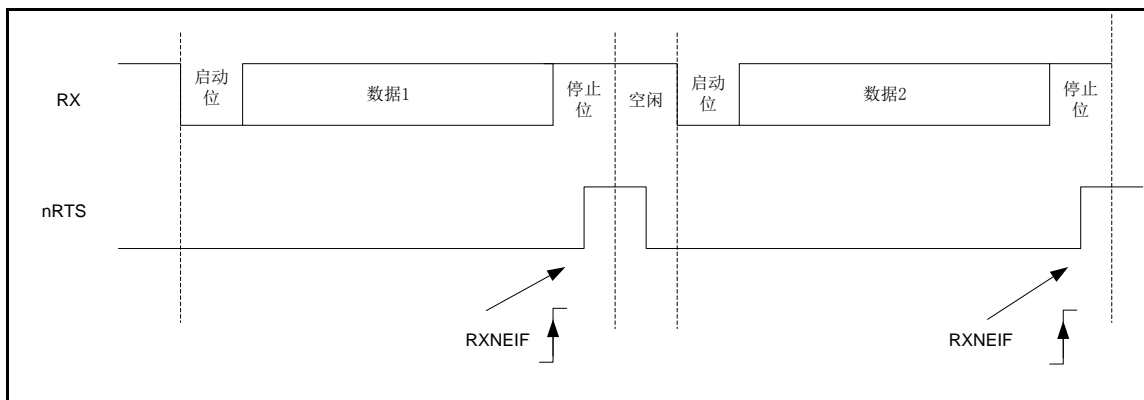 RX
启动
位
数据1
停止
位
空闲
启动
位
数据2
停止
位
nRTS
RXNEIF
RXNEIF